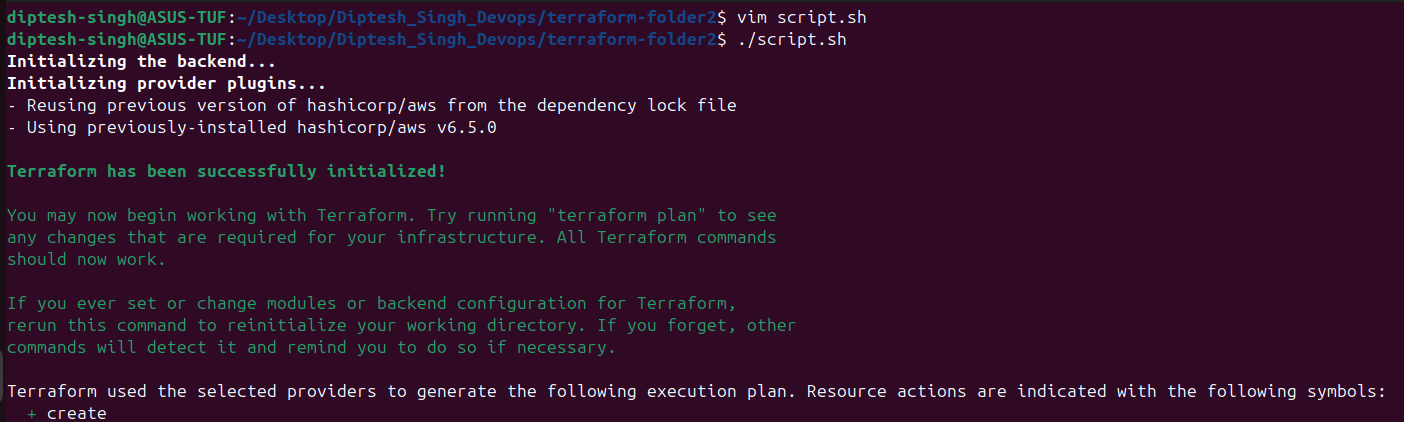 diptesh-singh@ASUS-TUF:~/Desktop/Diptesh_Singh_Devops/terraform-folder2$ vim script.sh
diptesh-singh@ASUS-TUF:~/Desktop/Diptesh_Singh_Devops/terraform-folder2$ ./script.sh
Initializing the backend...
Initializing provider plugins...
- Reusing previous version of hashicorp/aws from the dependency lock file
- Using previously-installed hashicorp/aws v6.5.0
Terraform has been successfully initialized!
You may now begin working with Terraform. Try running "terraform plan" to see
any changes that are required for your infrastructure. All Terraform commands
should now work.
If you ever set or change modules or backend configuration for Terraform,
rerun this command to reinitialize your working directory. If you forget, other
commands will detect it and remind you to do so if necessary.
Terraform used the selected providers to generate the following execution plan. Resource actions are indicated with the following symbols:
+ create